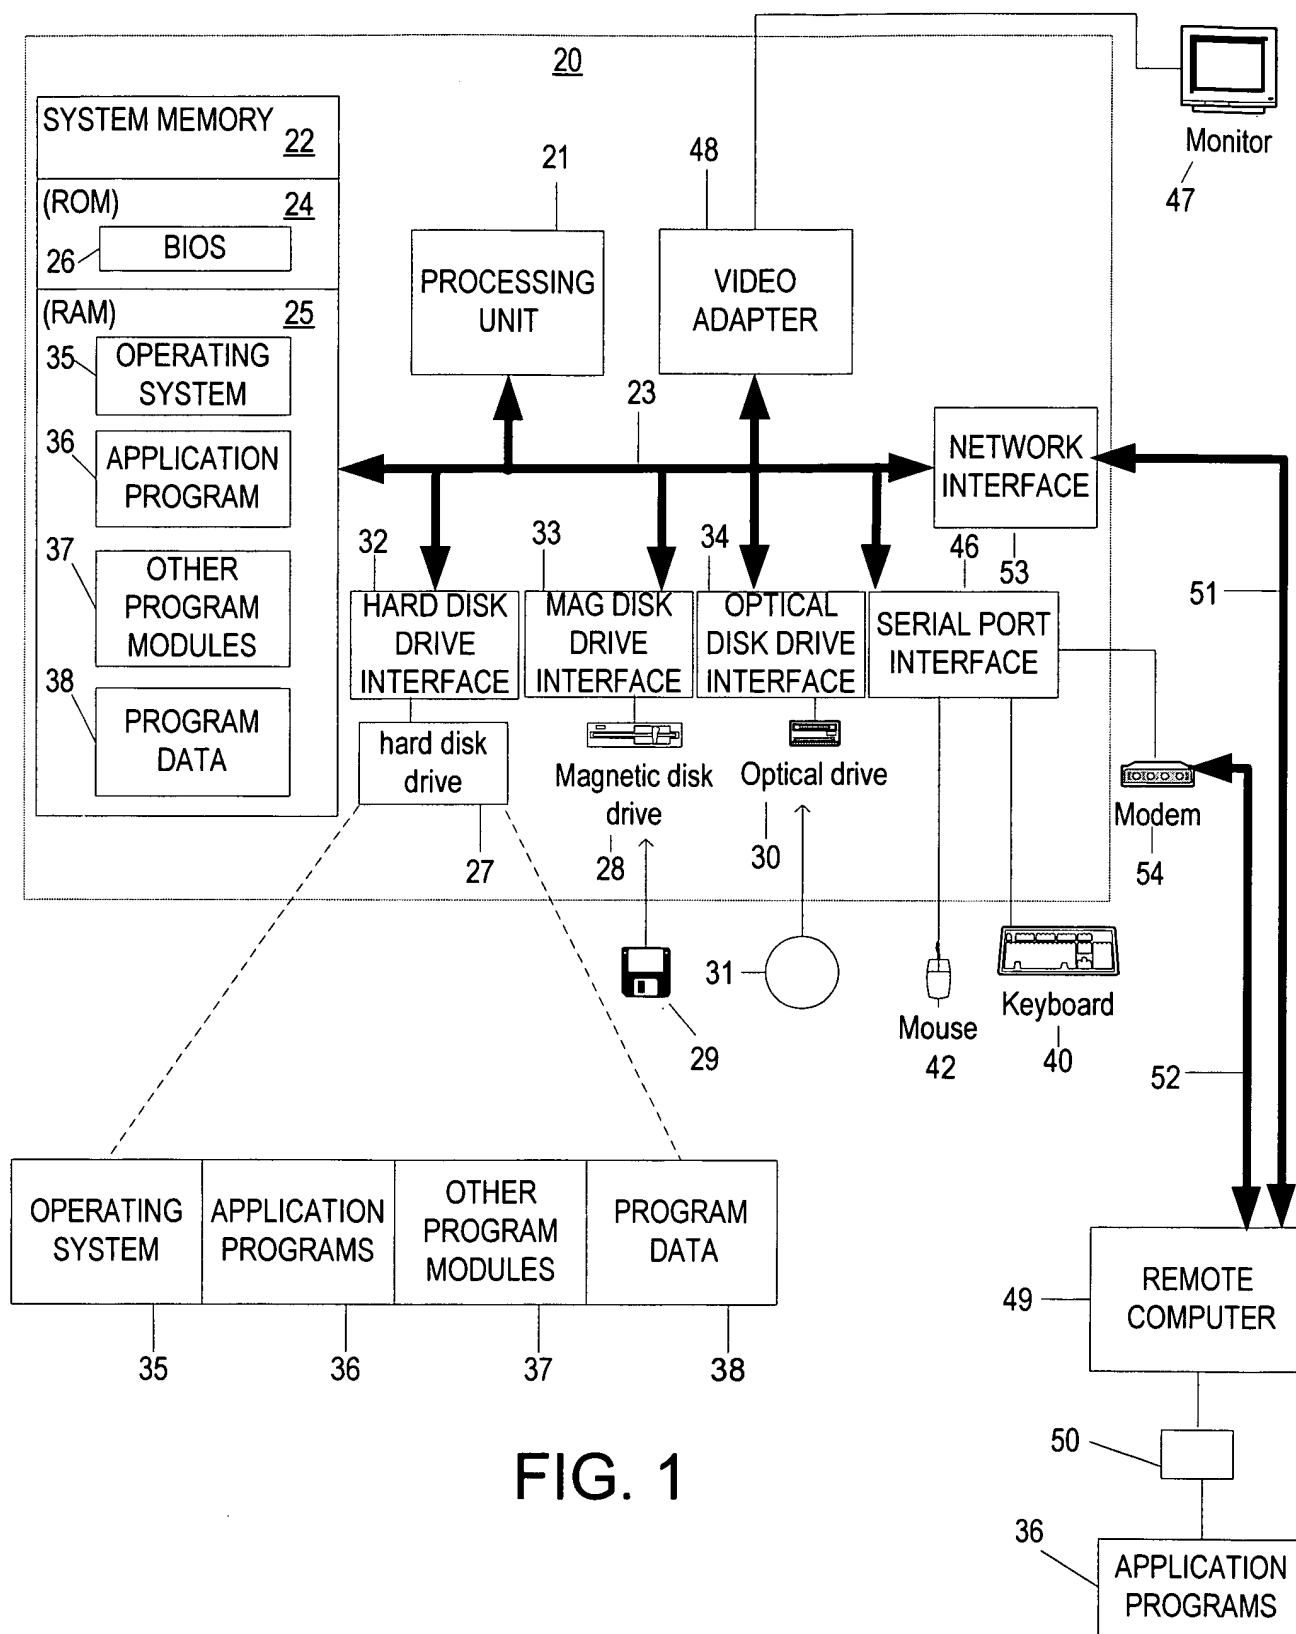 20
SYSTEM MEMORY
22
(ROM)
24
26
BIOS
(RAM)
25
35
OPERATING
SYSTEM
36
APPLICATION
PROGRAM
37
OTHER
PROGRAM
MODULES
38
PROGRAM
DATA
21
PROCESSING
UNIT
48
VIDEO
ADAPTER
Monitor
47
23
NETWORK
INTERFACE
53
51
32
HARD DISK
DRIVE
INTERFACE
33
MAG DISK
DRIVE
INTERFACE
34
OPTICAL
DISK DRIVE
INTERFACE
46
SERIAL PORT
INTERFACE
hard disk
drive
27
Magnetic disk
drive
28
Optical drive
30
Modem
54
29
31
Mouse
42
Keyboard
40
52
OPERATING
SYSTEM
35
APPLICATION
PROGRAMS
36
OTHER
PROGRAM
MODULES
37
PROGRAM
DATA
38
49
REMOTE
COMPUTER
50
36
APPLICATION
PROGRAMS
FIG. 1